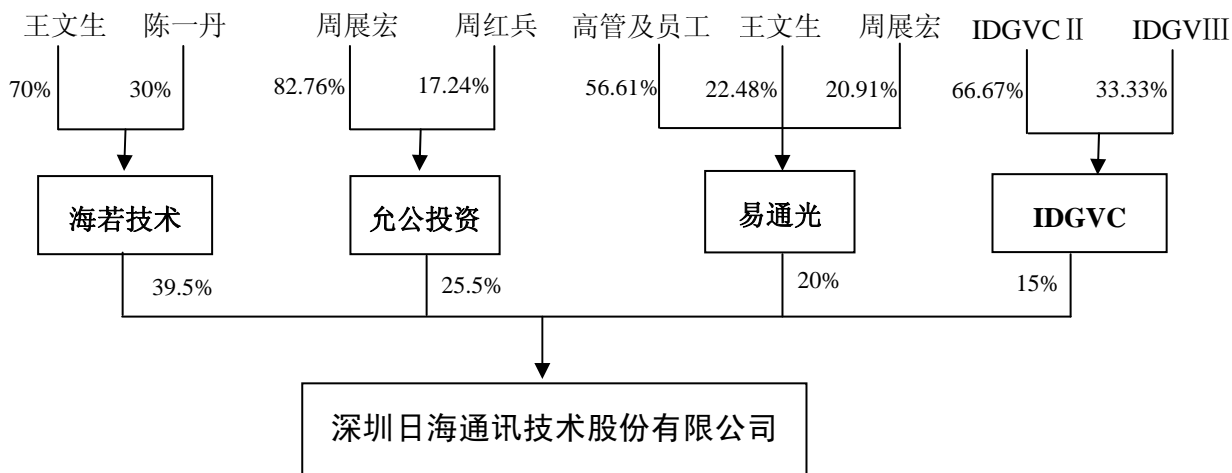 王文生 陈一丹 周展宏 周红兵 高管及员工 王文生 周展宏 IDGVCⅡ IDGVⅢ
70% 30% 82.76% 17.24% 56.61% 22.48% 20.91% 66.67% 33.33%
海若技术 允公投资 易通光 IDGVC
39.5% 25.5% 20% 15%
深圳日海通讯技术股份有限公司